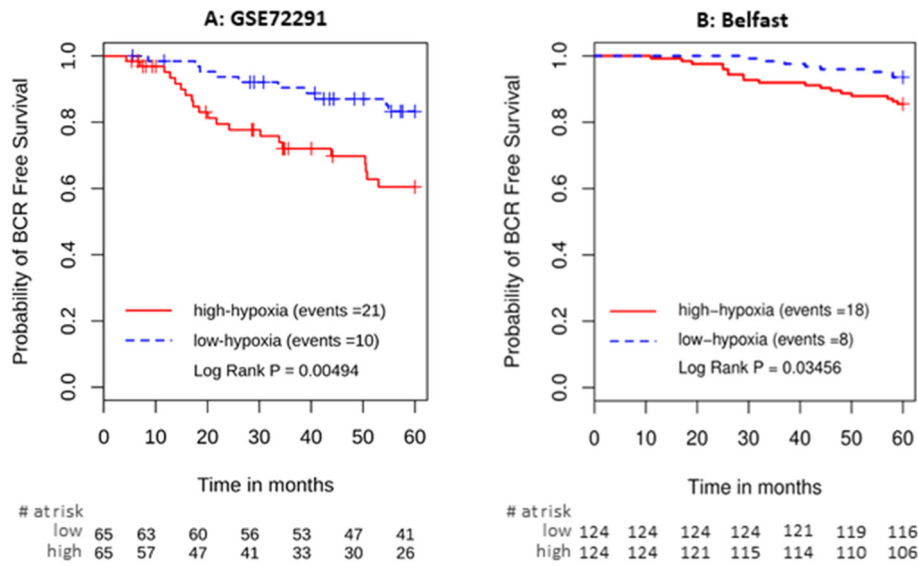 A: GSE72291
Probability of BCR Free Survival
1.0
0.8
0.6
0.4
0.2
0.0
high-hypoxia (events =21)
low-hypoxia (events =10)
Log Rank P = 0.00494
0 10 20 30 40 50 60
Time in months
# at risk
low 65 63 60 56 53 47 41
high 65 57 47 41 33 30 26
B: Belfast
Probability of BCR Free Survival
1.0
0.8
0.6
0.4
0.2
0.0
high−hypoxia (events =18)
low−hypoxia (events =8)
Log Rank P = 0.03456
0 10 20 30 40 50 60
Time in months
# at risk
low 124 124 124 124 121 119 116
high 124 124 121 115 114 110 106